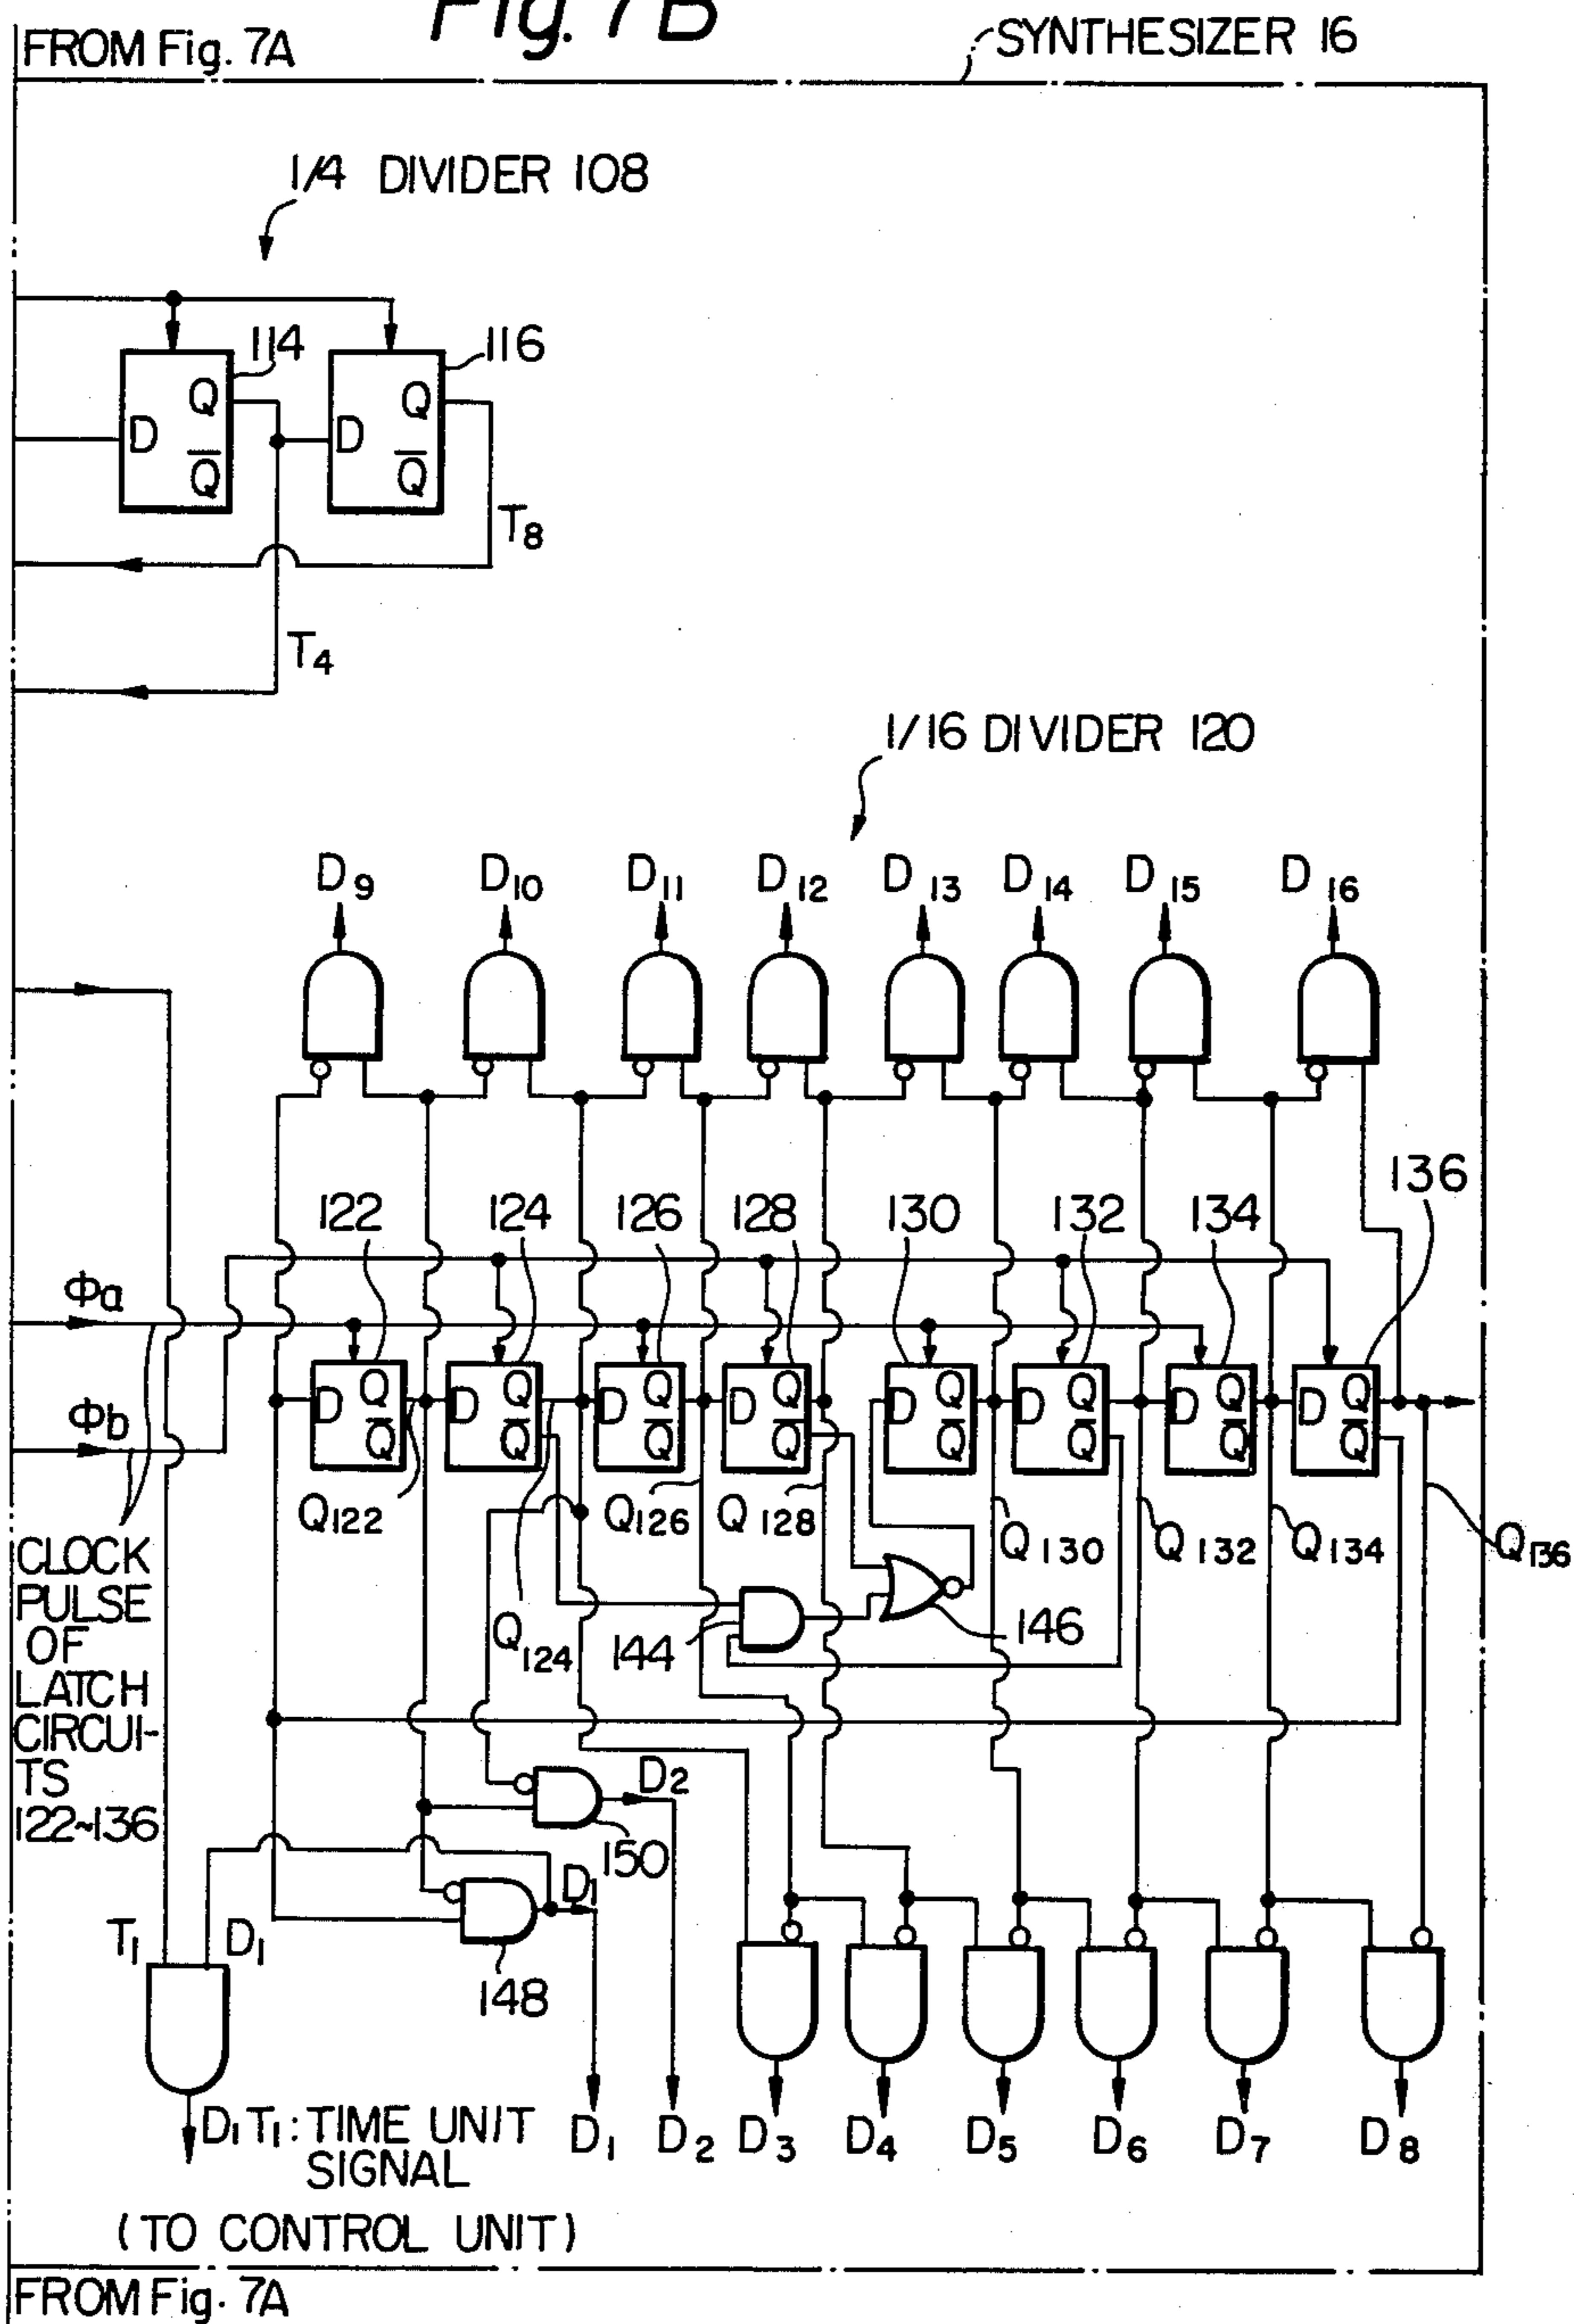 Fig. 7B
FROM Fig. 7A
SYNTHESIZER 16
1/4 DIVIDER 108
114
116
D Q Q̅
D Q Q̅
T8
T4
1/16 DIVIDER 120
D9 D10 D11 D12 D13 D14 D15 D16
122 124 126 128 130 132 134 136
Φa
D Q Q̅
D Q Q̅
D Q Q̅
D Q Q̅
D Q Q̅
D Q Q̅
D Q Q̅
D Q Q̅
Φb
Q122 Q126 Q128 Q130 Q132 Q134 Q136
CLOCK
PULSE
OF
LATCH
CIRCUI-
TS
122~136
Q124
144
146
D2
150
D1
T1 D1
148
D1T1: TIME UNIT
SIGNAL
D1 D2 D3 D4 D5 D6 D7 D8
(TO CONTROL UNIT)
FROM Fig. 7A